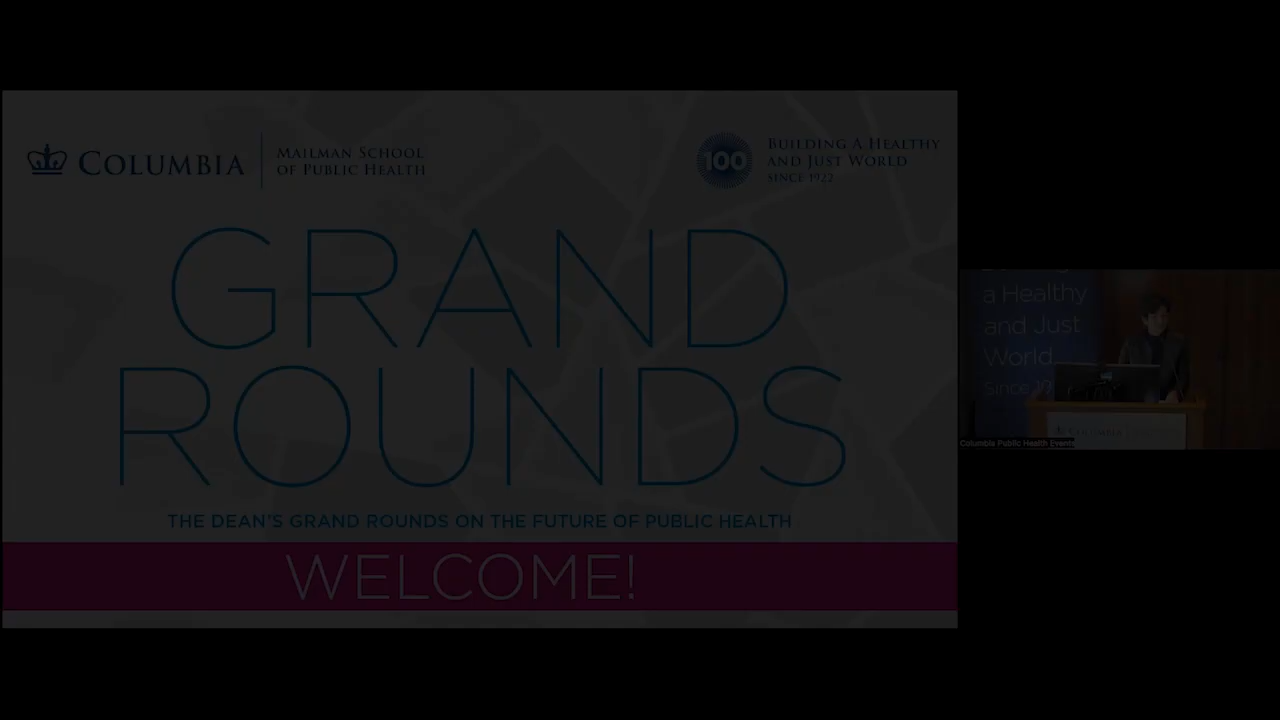 COLUMBIA
MAILMAN SCHOOL
OF PUBLIC HEALTH
100
BUILDING A HEALTHY
AND JUST WORLD
SINCE 1922
GRAND
ROUNDS
THE DEAN'S GRAND ROUNDS ON THE FUTURE OF PUBLIC HEALTH
WELCOME!
a Healthy
and Just
World
Since
Columbia Public Health Events